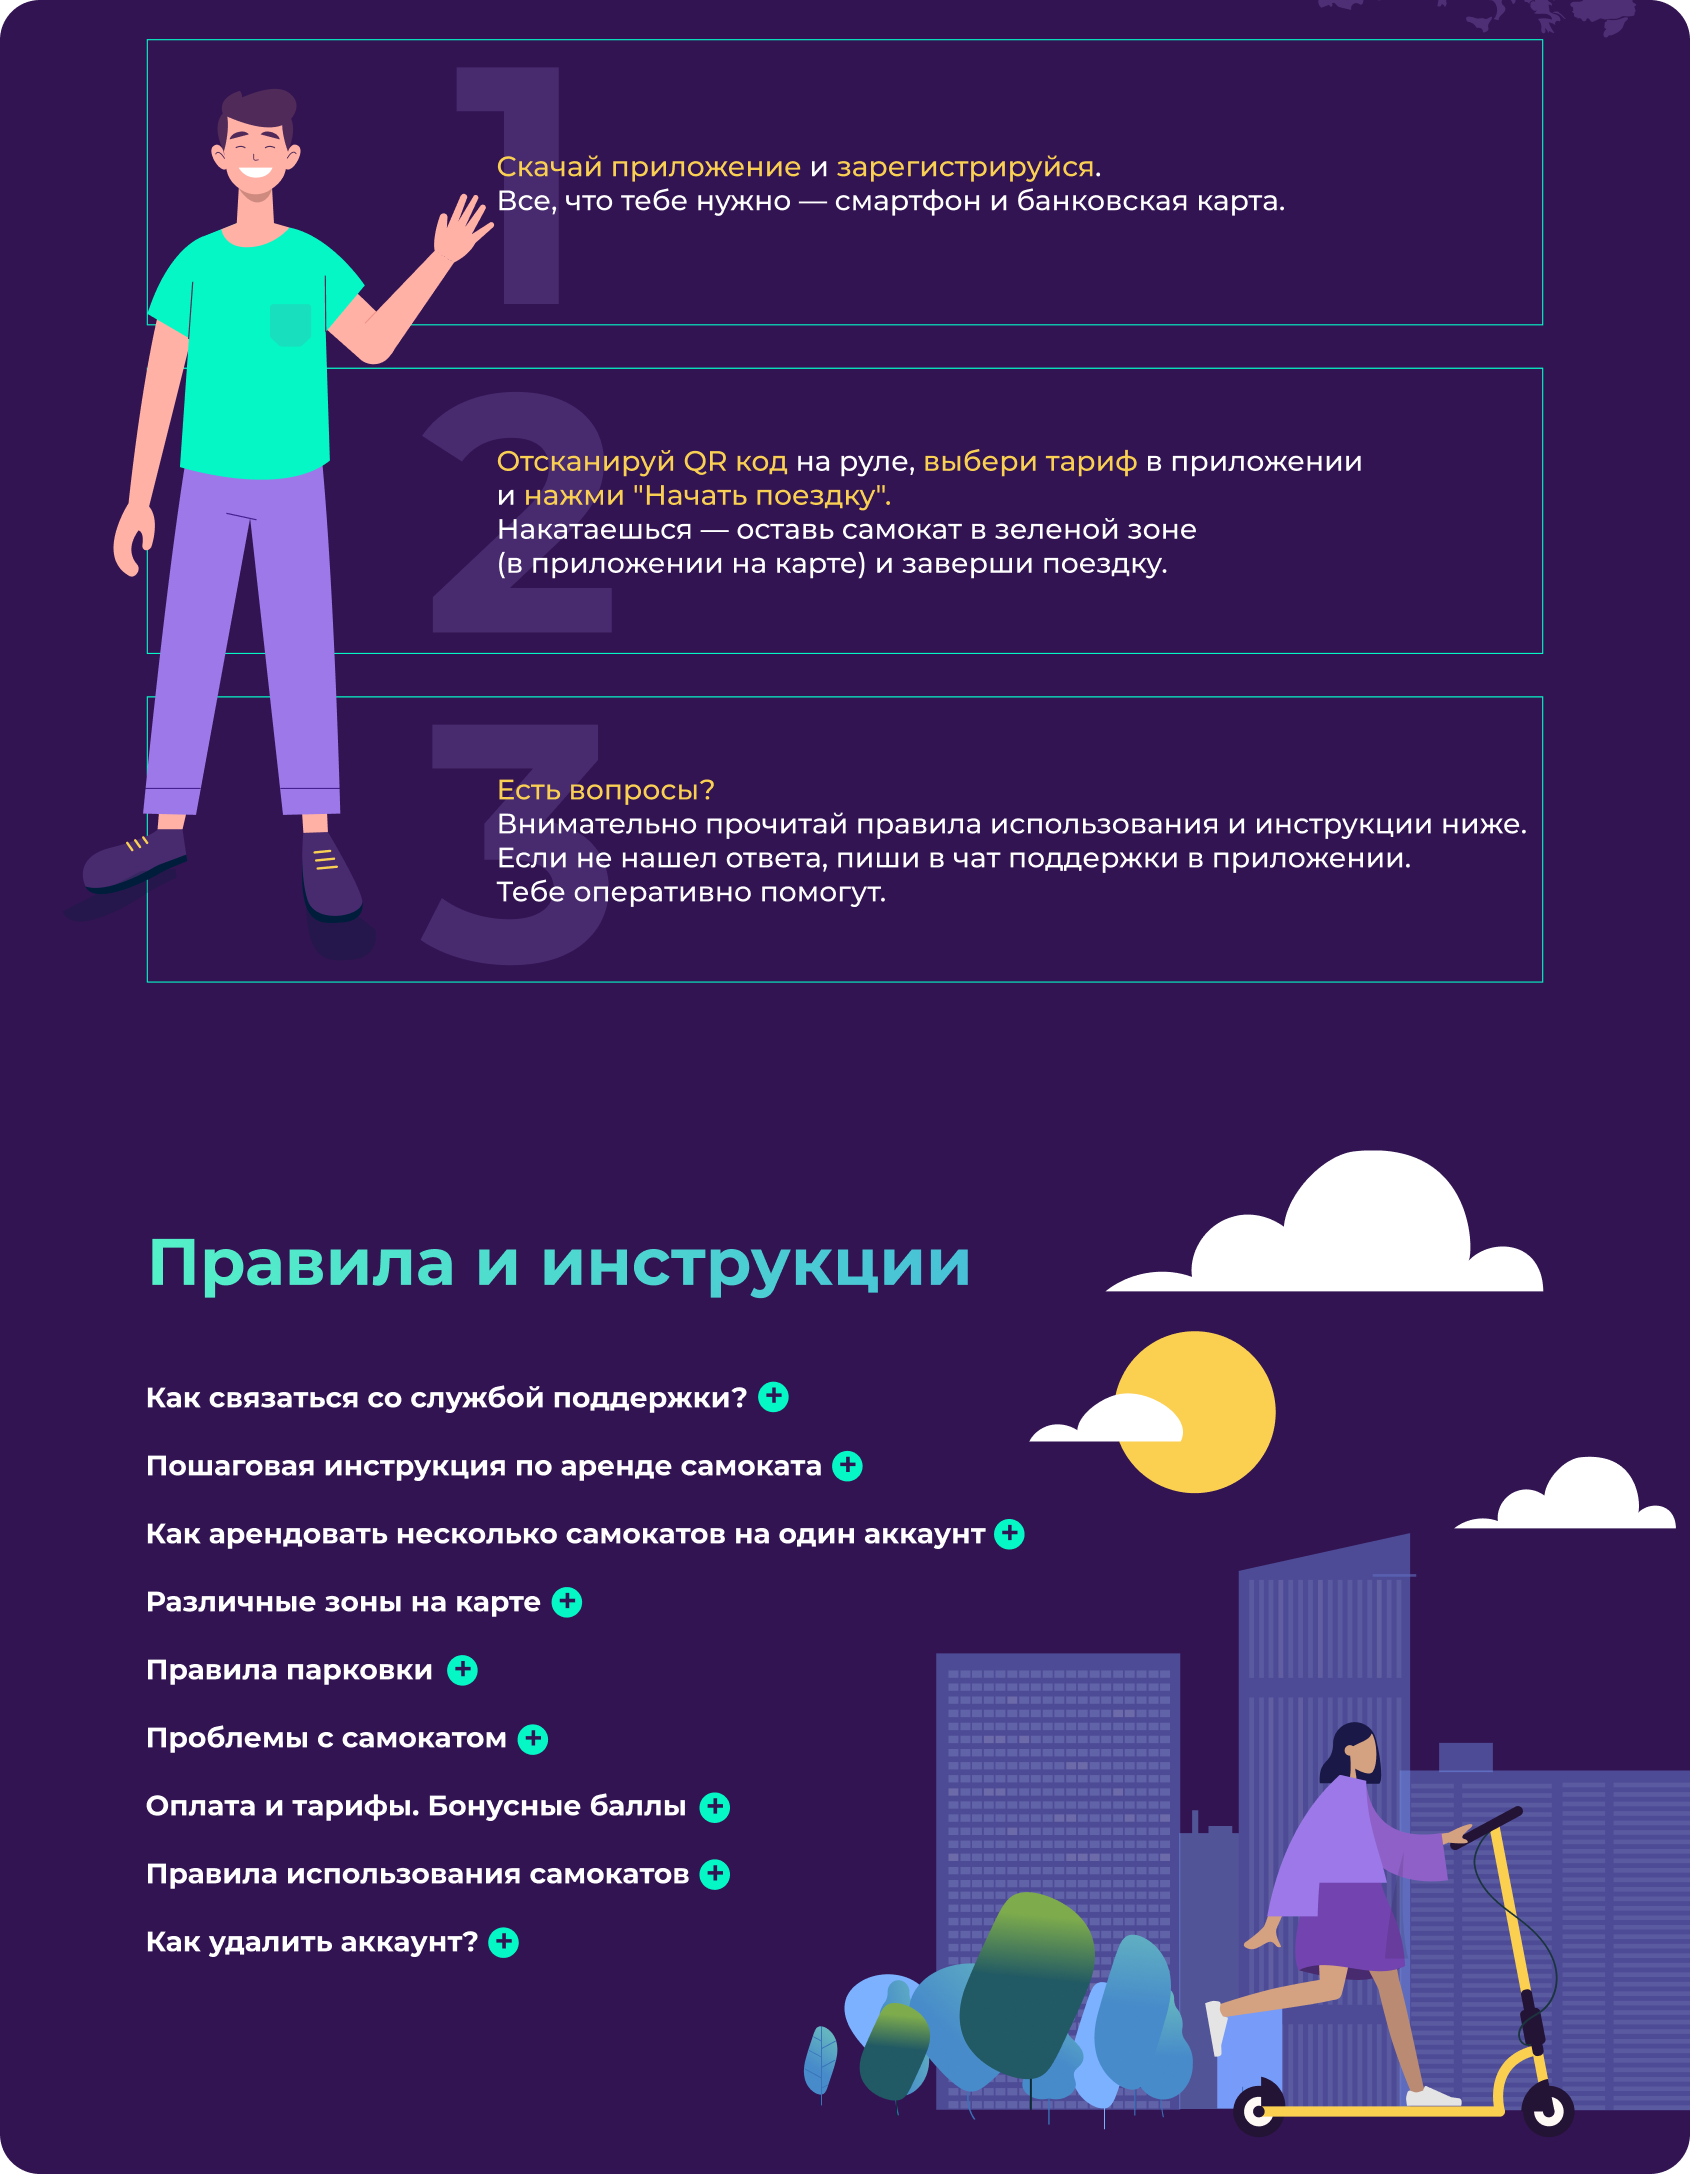 1
Скачай приложение и зарегистрируйся.
Все, что тебе нужно — смартфон и банковская карта.
2
Отсканируй QR код на руле, выбери тариф в приложении
и нажми "Начать поездку".
Накатаешься — оставь самокат в зеленой зоне
(в приложении на карте) и заверши поездку.
3
Есть вопросы?
Внимательно прочитай правила использования и инструкции ниже.
Если не нашел ответа, пиши в чат поддержки в приложении.
Тебе оперативно помогут.
Правила и инструкции
Как связаться со службой поддержки? +
Пошаговая инструкция по аренде самоката +
Как арендовать несколько самокатов на один аккаунт +
Различные зоны на карте +
Правила парковки +
Проблемы с самокатом +
Оплата и тарифы. Бонусные баллы +
Правила использования самокатов +
Как удалить аккаунт? +